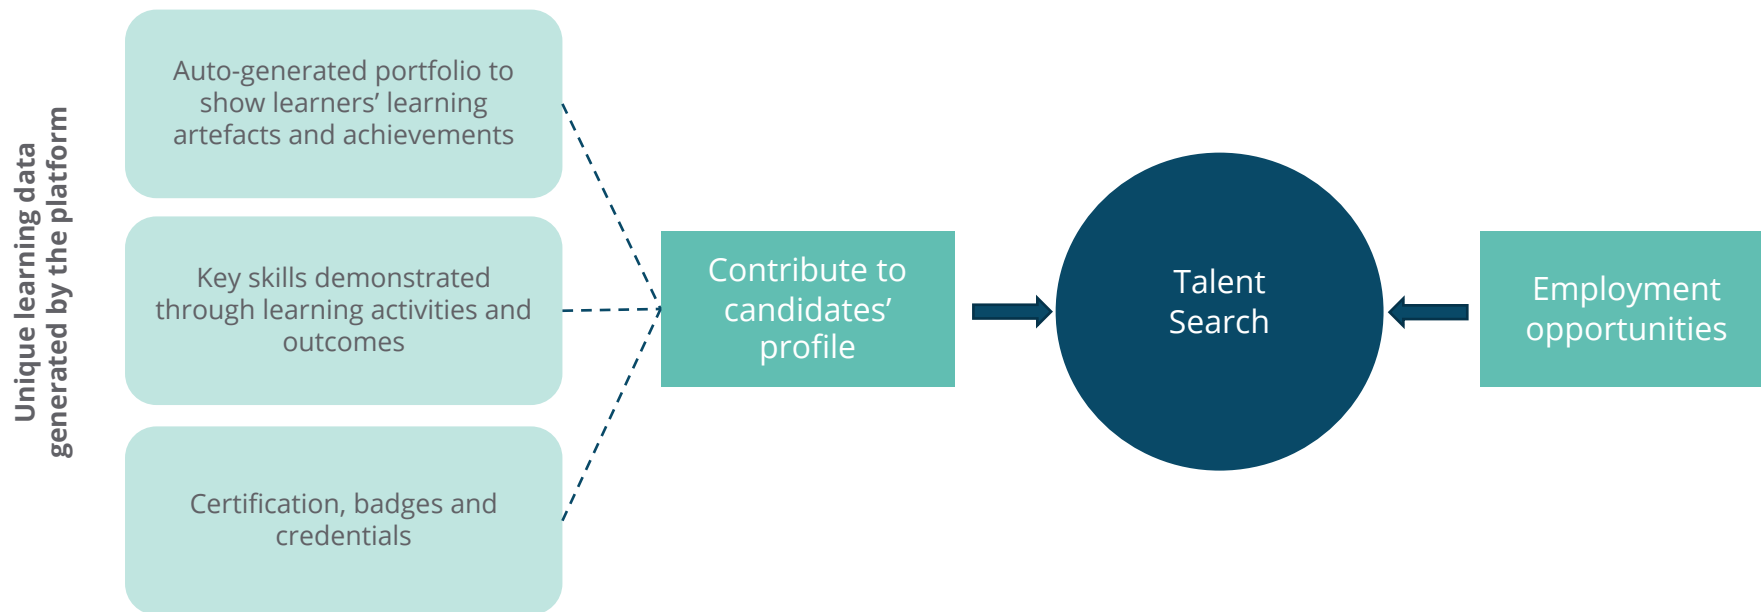 Unique learning data
generated by the platform
Auto-generated portfolio to
show learners’ learning
artefacts and achievements
Key skills demonstrated
through learning activities and
outcomes
Certification, badges and
credentials
Contribute to
candidates’
profile
Talent
Search
Employment
opportunities